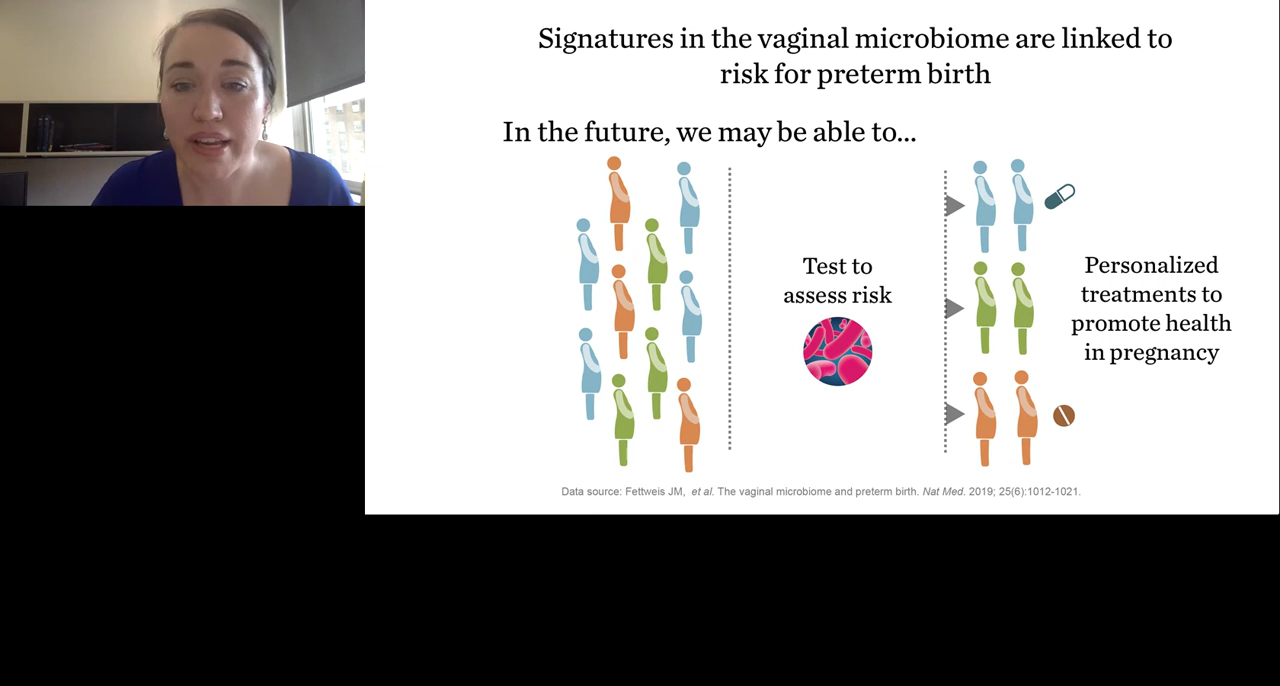 Signatures in the vaginal microbiome are linked to
risk for preterm birth
In the future, we may be able to...
Test to
assess risk
Personalized
treatments to
promote health
in pregnancy
Data source: Fettweis JM, et al. The vaginal microbiome and preterm birth. Nat Med. 2019; 25(6):1012-1021.